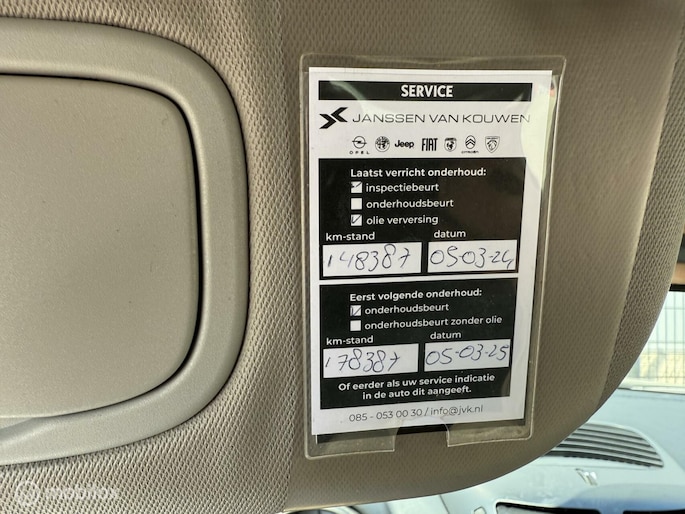 SERVICE
JANSSEN VAN KOUWEN
OPEL Jeep FIAT CITROËN
Laatst verricht onderhoud:
inspectiebeurt
onderhoudsbeurt
olie verversing
km-stand datum
148387 05-03-24
Eerst volgende onderhoud:
onderhoudsbeurt
onderhoudsbeurt zonder olie
km-stand datum
178387 05-03-25
Of eerder als uw service indicatie
in de auto dit aangeeft.
085 - 053 00 30 / info@jvk.nl
mobilox